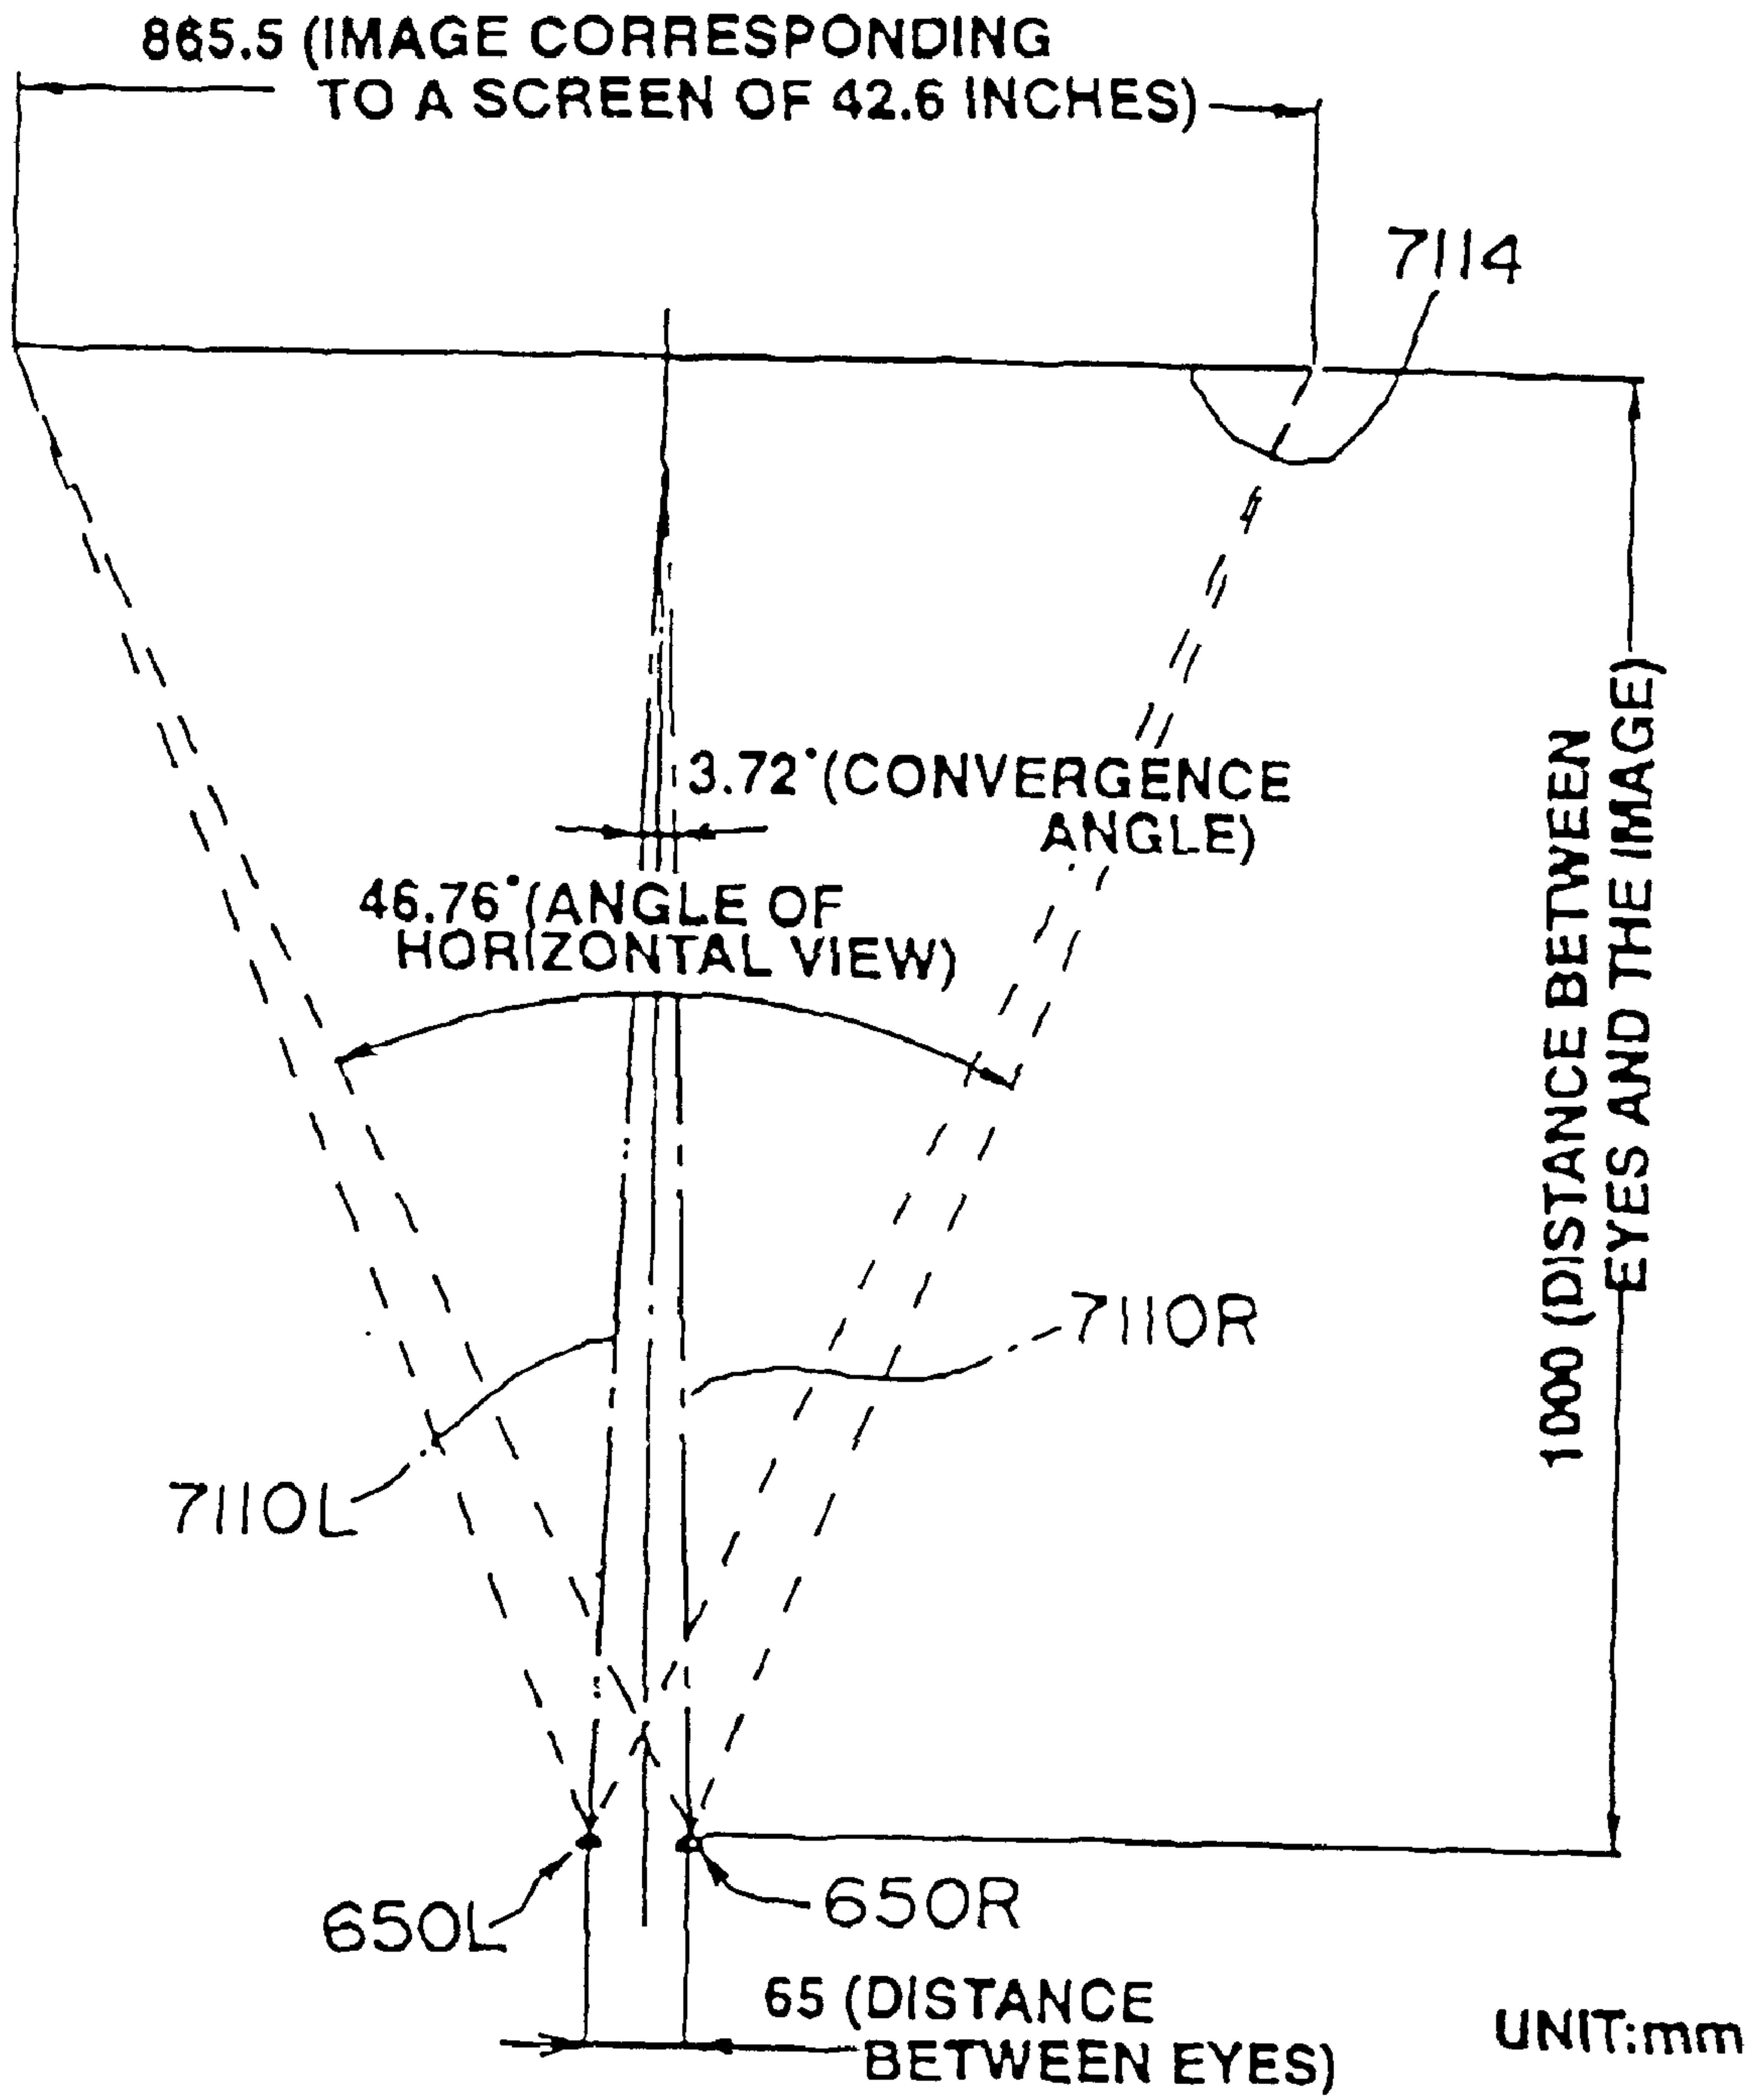 865.5 (IMAGE CORRESPONDING
TO A SCREEN OF 42.6 INCHES)
7114
3.72° (CONVERGENCE
ANGLE)
46.76° (ANGLE OF
HORIZONTAL VIEW)
1000 (DISTANCE BETWEEN
EYES AND THE IMAGE)
7110R
7110L
650L
650R
65 (DISTANCE
BETWEEN EYES)
UNIT:mm